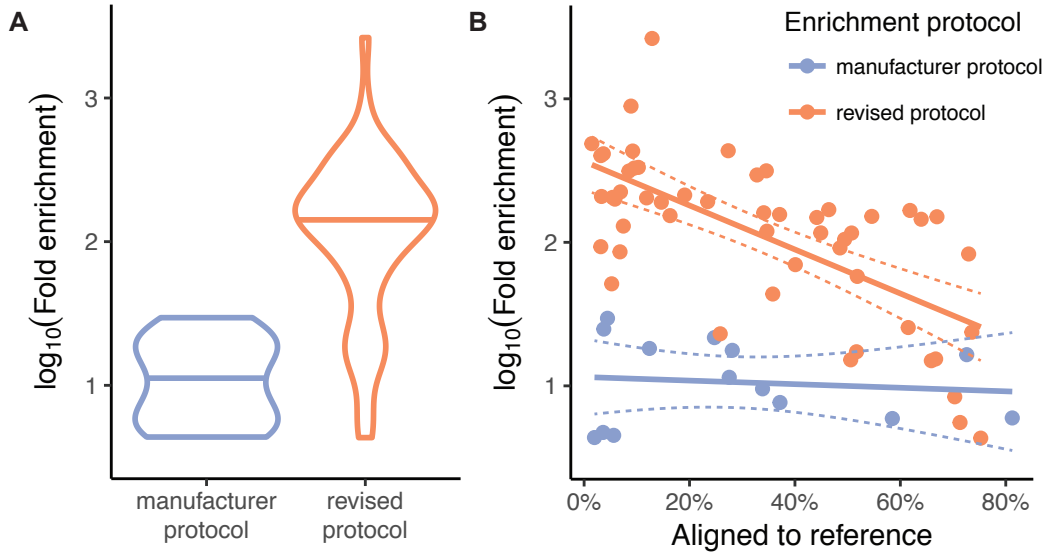 A
log10(Fold enrichment)
3
2
1
manufacturer
protocol
revised
protocol
B
Enrichment protocol
manufacturer protocol
revised protocol
log10(Fold enrichment)
3
2
1
0%
20%
40%
60%
80%
Aligned to reference